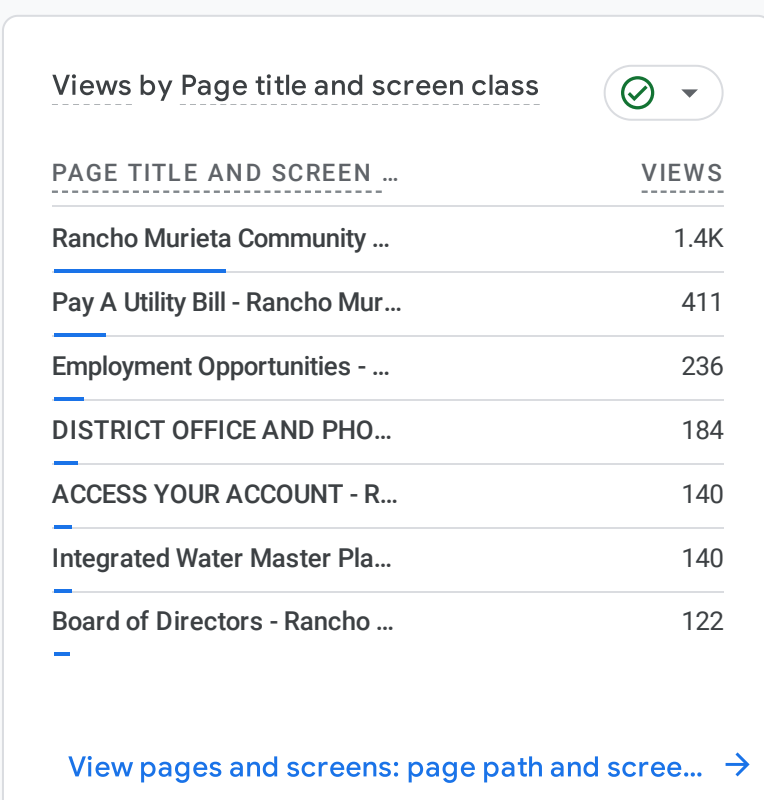 Views by Page title and screen class
PAGE TITLE AND SCREEN …
VIEWS
Rancho Murieta Community … 1.4K
Pay A Utility Bill - Rancho Mur… 411
Employment Opportunities - … 236
DISTRICT OFFICE AND PHO… 184
ACCESS YOUR ACCOUNT - R… 140
Integrated Water Master Pla… 140
Board of Directors - Rancho … 122
View pages and screens: page path and scree…